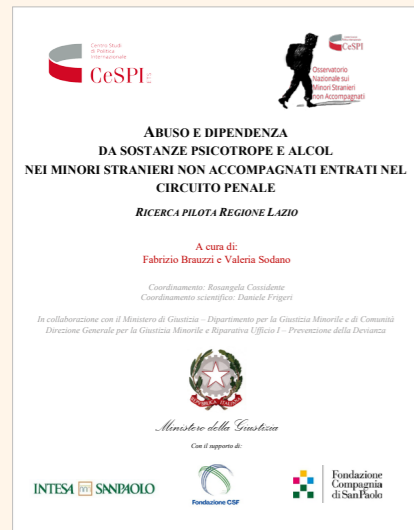 Centro Studi
di Politica
Internazionale
CeSPI ETS
CeSPI
Osservatorio
Nazionale sui
Minori Stranieri
non Accompagnati
ABUSO E DIPENDENZA
DA SOSTANZE PSICOTROPE E ALCOL
NEI MINORI STRANIERI NON ACCOMPAGNATI ENTRATI NEL
CIRCUITO PENALE
RICERCA PILOTA REGIONE LAZIO
A cura di:
Fabrizio Brauzzi e Valeria Sodano
Coordinamento: Rosangela Cossidente
Coordinamento scientifico: Daniele Frigeri
In collaborazione con il Ministero di Giustizia – Dipartimento per la Giustizia Minorile e di Comunità
Direzione Generale per la Giustizia Minorile e Riparativa Ufficio I – Prevenzione della Devianza
Ministero della Giustizia
Con il supporto di:
INTESA SANPAOLO
Fondazione CSF
Fondazione
Compagnia
di San Paolo